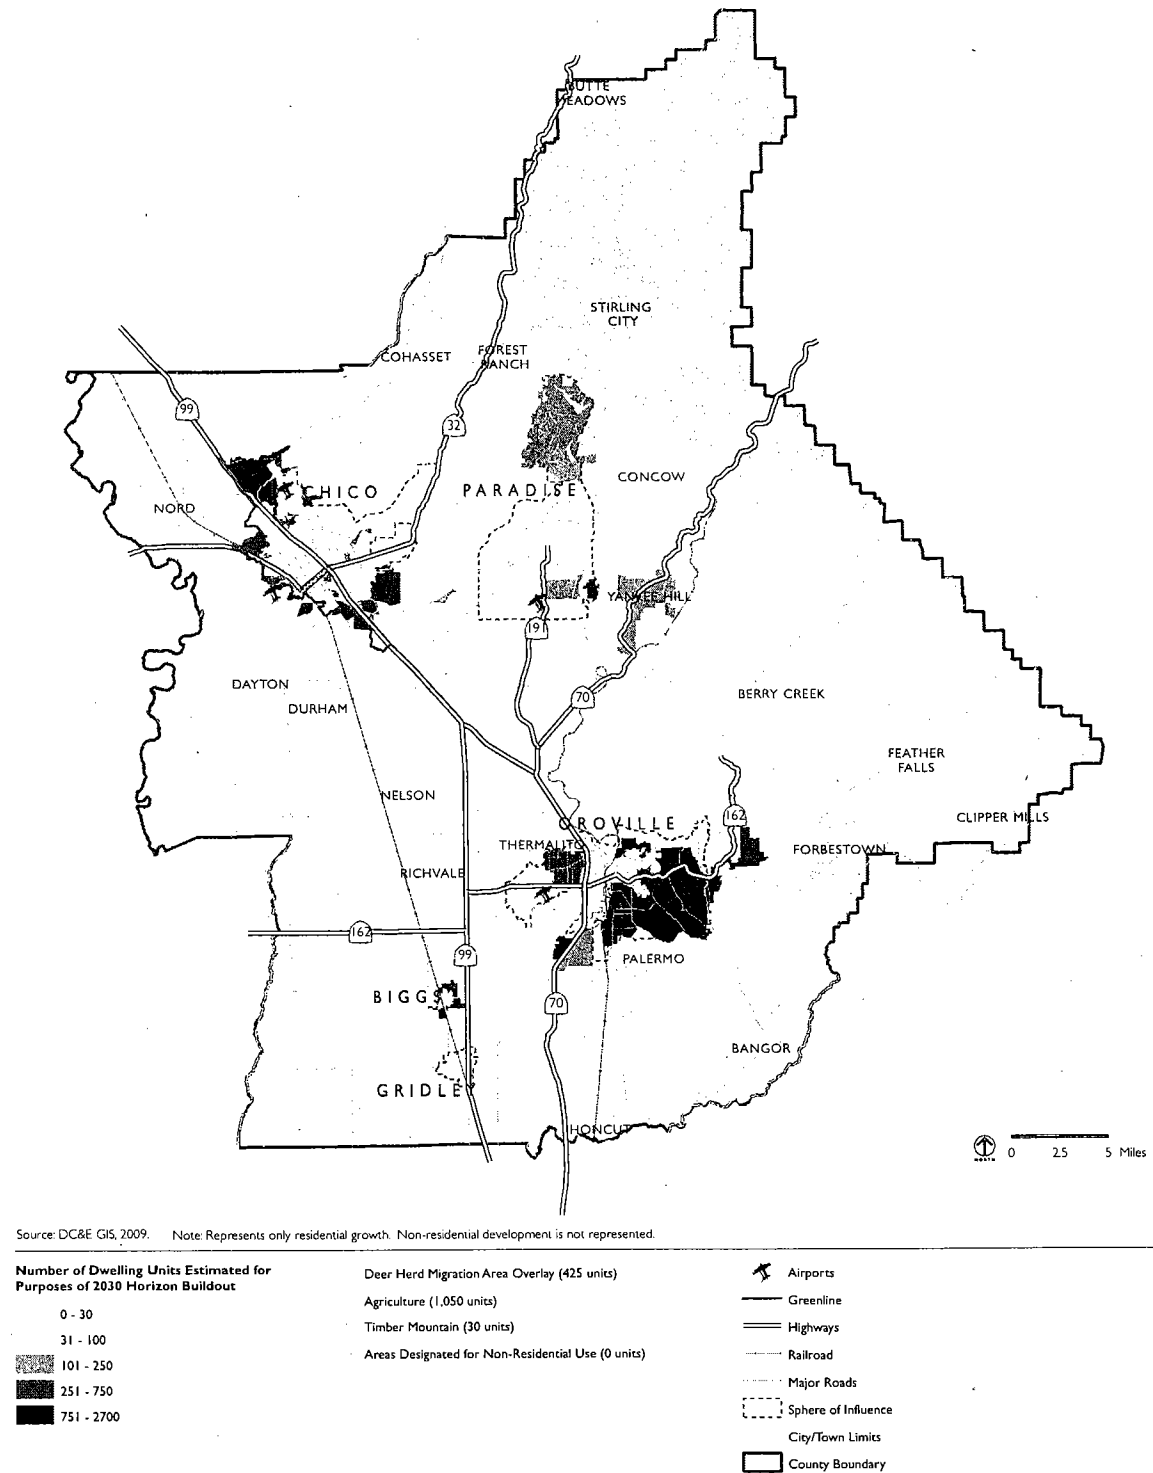 BUTTE
MEADOWS
STIRLING
CITY
COHASSET
FOREST
RANCH
99
32
CHICO
PARADISE
CONCOW
NORD
YANKEE HILL
191
DAYTON
DURHAM
70
BERRY CREEK
FEATHER
FALLS
NELSON
OROVILLE
162
CLIPPER MILLS
THERMALITO
FORBESTOWN
RICHVALE
162
99
PALERMO
BIGGS
70
BANGOR
GRIDLE
HONCUT
NORTH
0 2.5 5 Miles
Source: DC&E GIS, 2009. Note: Represents only residential growth. Non-residential development is not represented.
Number of Dwelling Units Estimated for
Purposes of 2030 Horizon Buildout
0 - 30
31 - 100
101 - 250
251 - 750
751 - 2700
Deer Herd Migration Area Overlay (425 units)
Agriculture (1,050 units)
Timber Mountain (30 units)
Areas Designated for Non-Residential Use (0 units)
Airports
Greenline
Highways
Railroad
Major Roads
Sphere of Influence
City/Town Limits
County Boundary